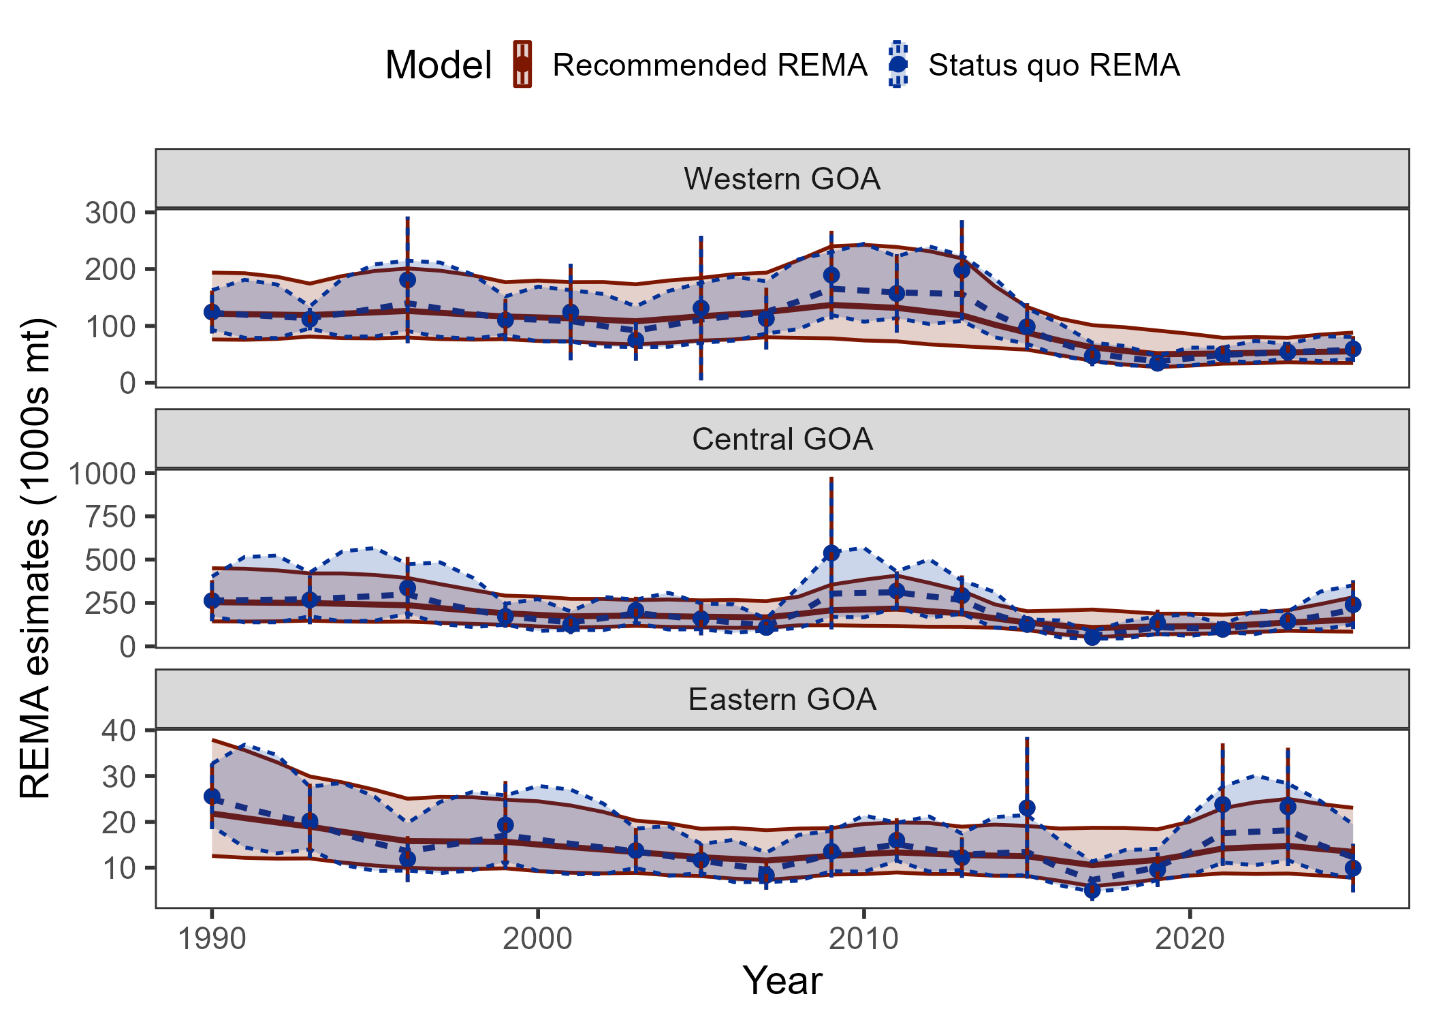 Model Recommended REMA Status quo REMA
Western GOA
300
200
100
0
Central GOA
1000
750
500
250
0
Eastern GOA
40
30
20
10
1990 2000 2010 2020
Year
REMA esimates (1000s mt)